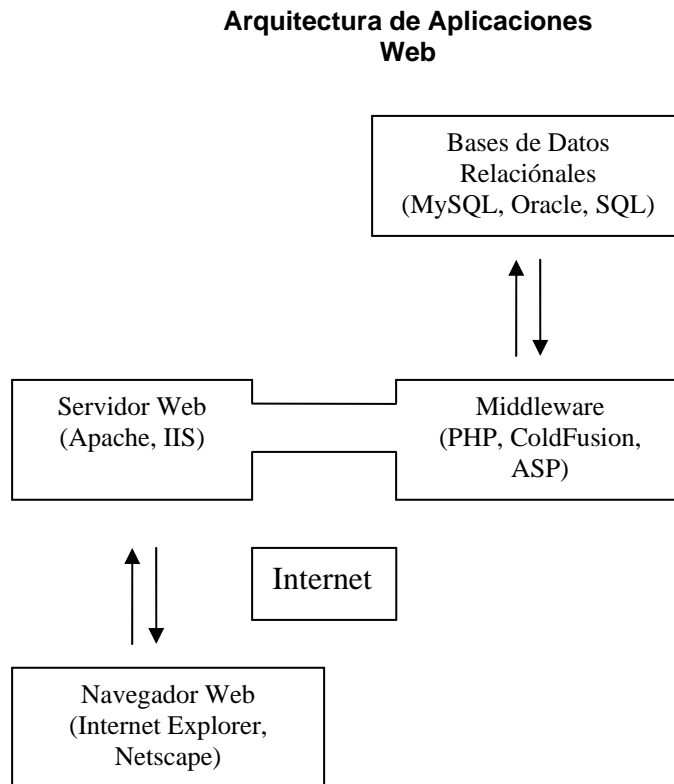 Arquitectura de Aplicaciones
Web
Bases de Datos
Relaciónales
(MySQL, Oracle, SQL)
Servidor Web
(Apache, IIS)
Middleware
(PHP, ColdFusion,
ASP)
Internet
Navegador Web
(Internet Explorer,
Netscape)